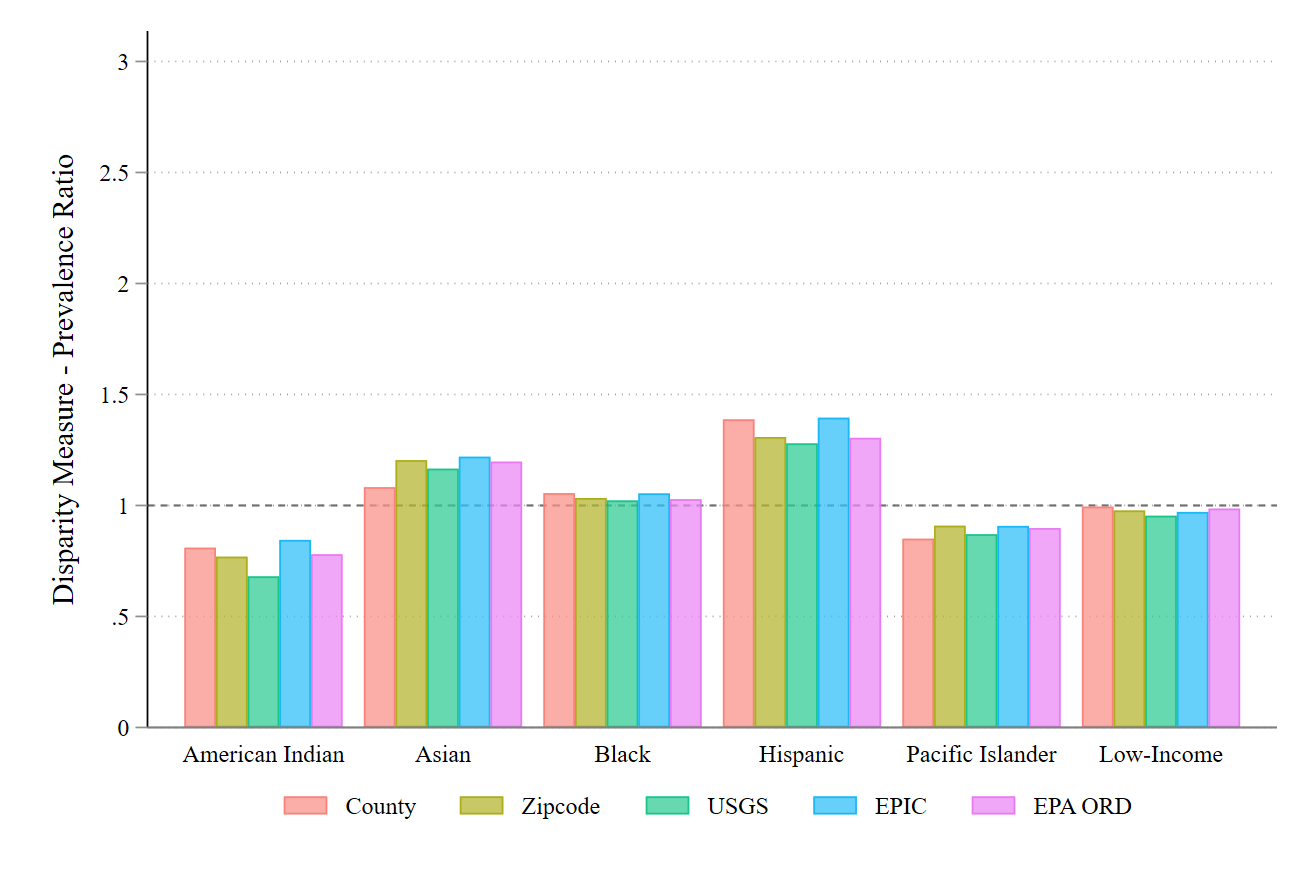 Disparity Measure - Prevalence Ratio
3
2.5
2
1.5
1
.5
0
American Indian Asian Black Hispanic Pacific Islander Low-Income
County Zipcode USGS EPIC EPA ORD